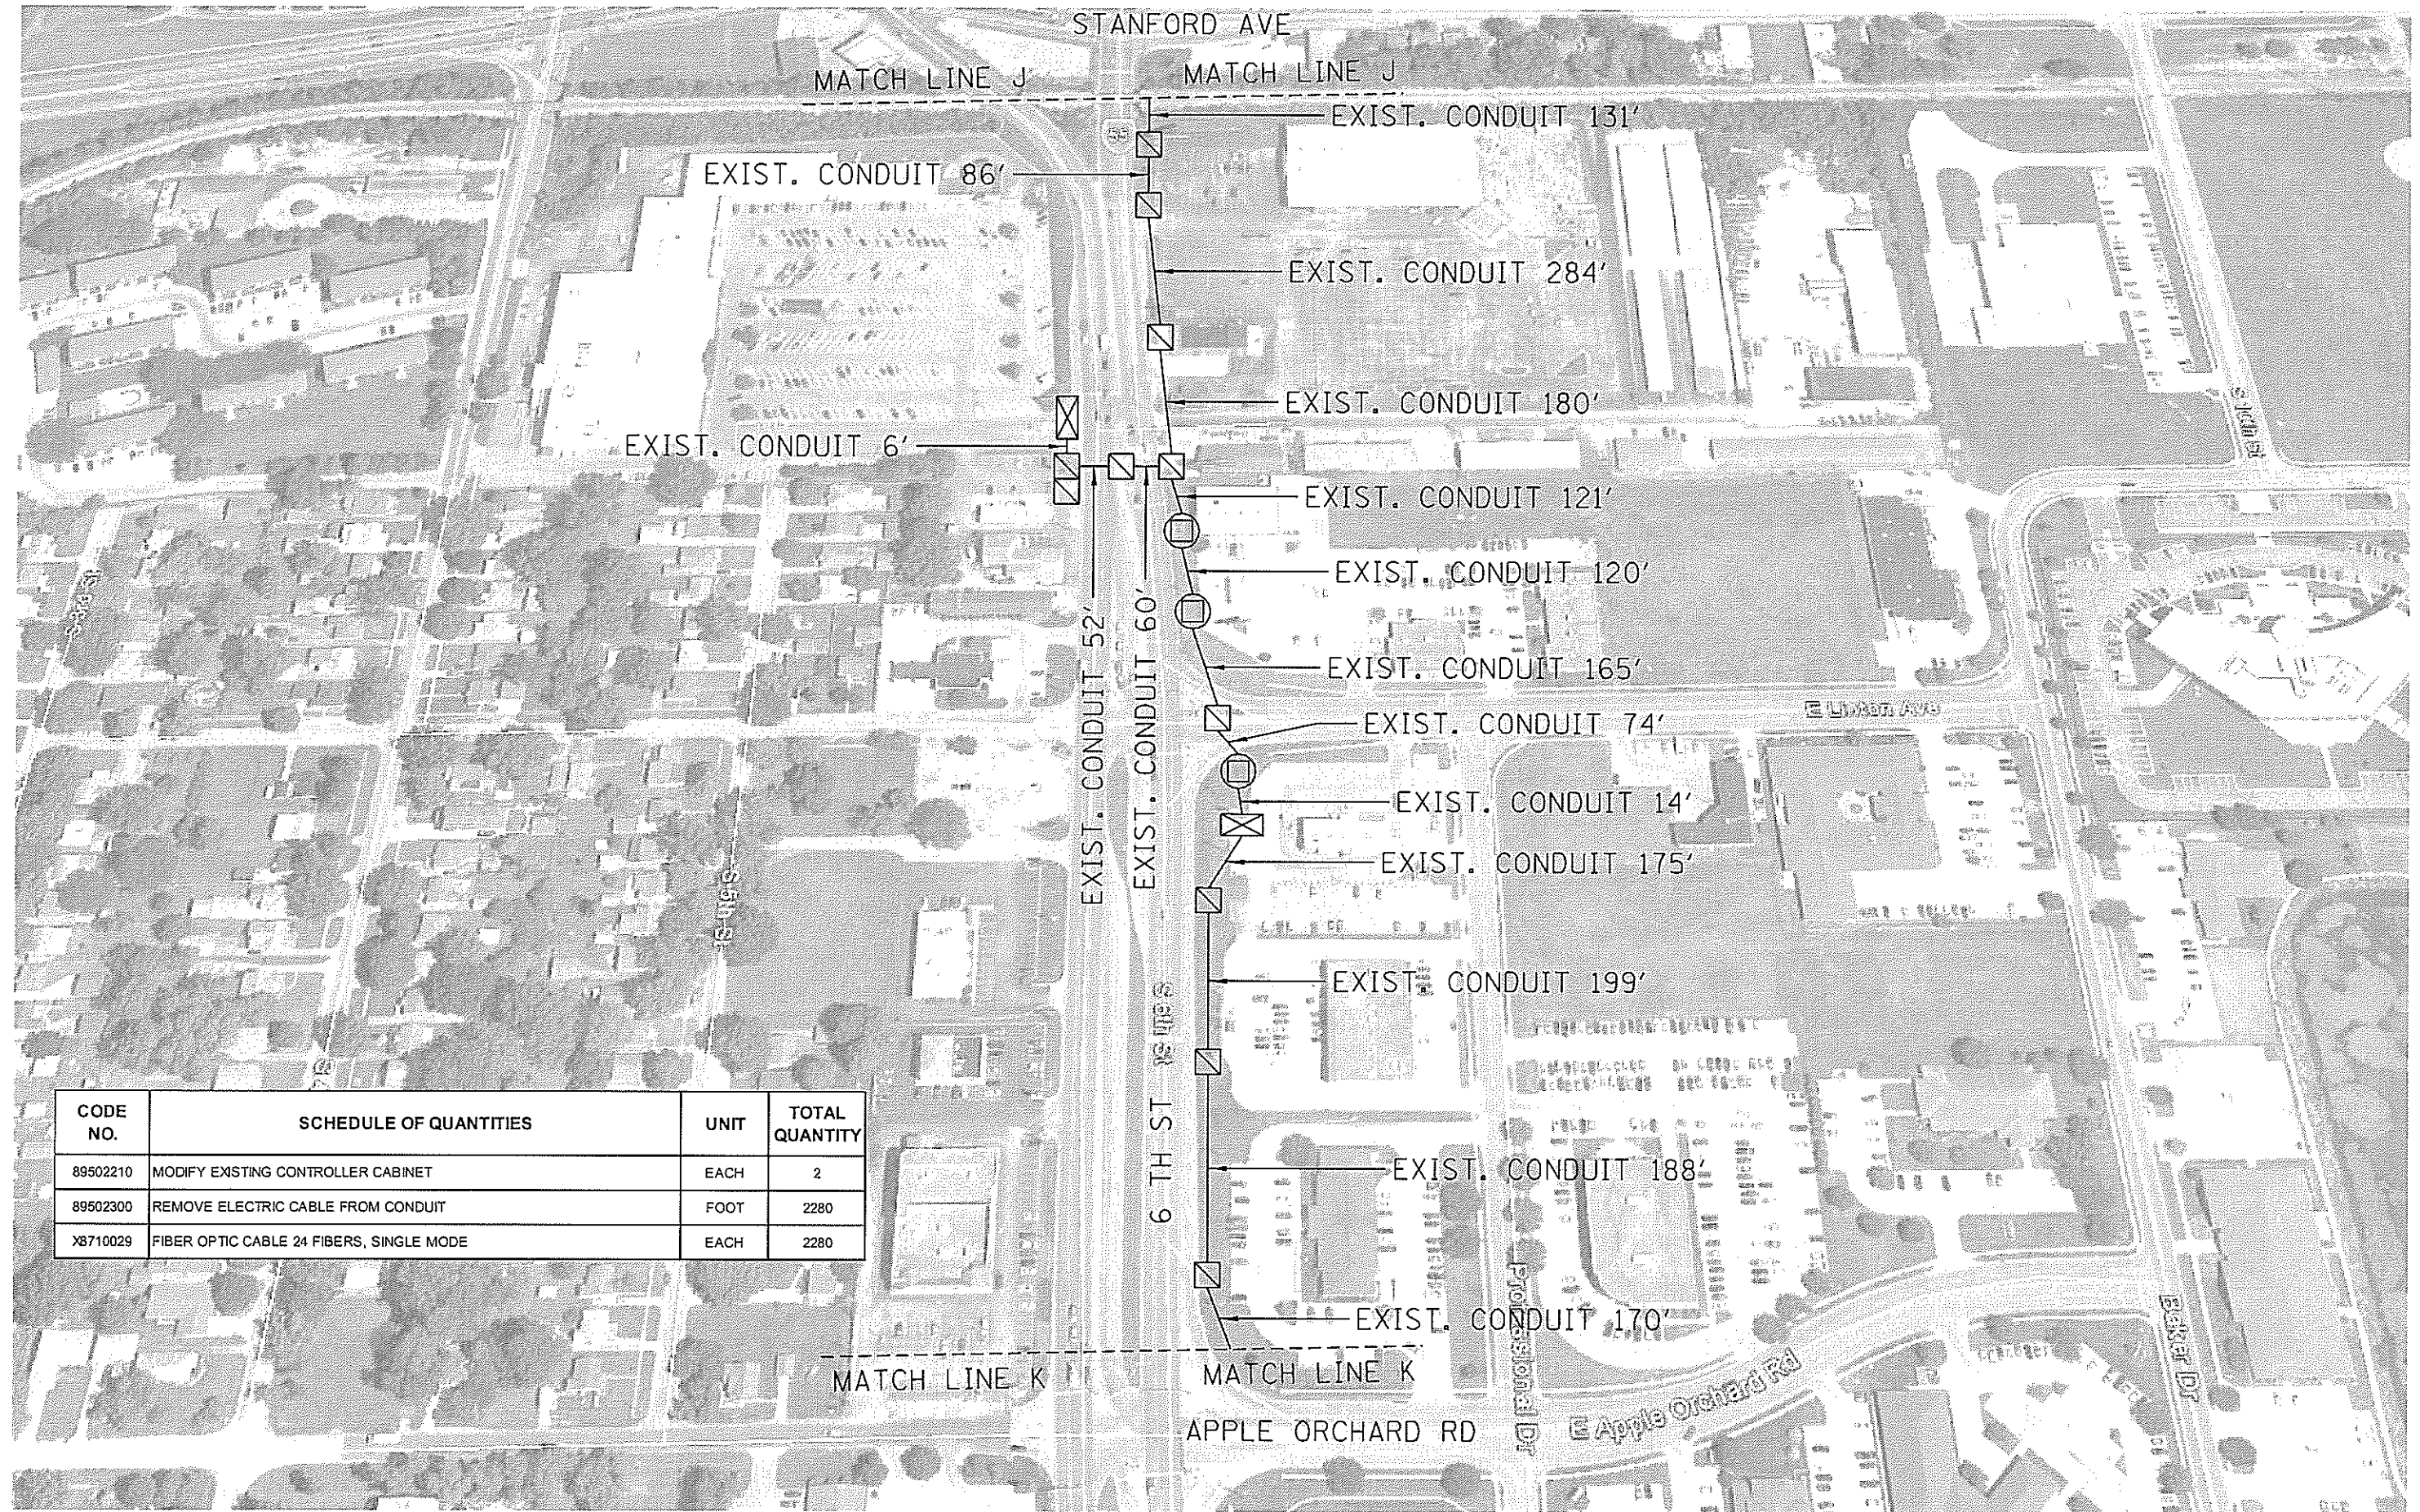 STANFORD AVE
MATCH LINE J
MATCH LINE J
EXIST. CONDUIT 131'
EXIST. CONDUIT 86'
EXIST. CONDUIT 284'
EXIST. CONDUIT 180'
EXIST. CONDUIT 6'
EXIST. CONDUIT 121'
EXIST. CONDUIT 120'
EXIST. CONDUIT 52'
EXIST. CONDUIT 60'
EXIST. CONDUIT 165'
E Linton Ave
EXIST. CONDUIT 74'
EXIST. CONDUIT 14'
EXIST. CONDUIT 175'
S 5th St
EXIST. CONDUIT 199'
S 6th St
6 TH ST
CODE NO. SCHEDULE OF QUANTITIES UNIT TOTAL QUANTITY
89502210 MODIFY EXISTING CONTROLLER CABINET EACH 2
89502300 REMOVE ELECTRIC CABLE FROM CONDUIT FOOT 2280
X8710029 FIBER OPTIC CABLE 24 FIBERS, SINGLE MODE EACH 2280
EXIST. CONDUIT 188'
EXIST. CONDUIT 170'
Professional Dr
Baker Dr
MATCH LINE K
MATCH LINE K
E Apple Orchard Rd
APPLE ORCHARD RD